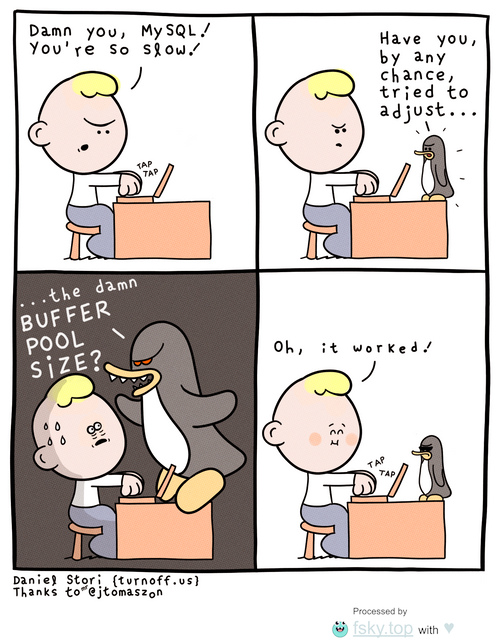 Damn you, MySQL!
You're so slow!
TAP
TAP
Have you,
by any
chance,
tried to
adjust...
...the damn
BUFFER
POOL
SiZE?
Oh, it worked!
TAP
TAP
Daniel Stori {turnoff.us}
Thanks to @jtomaszon
Processed by
fsky.top with ♥